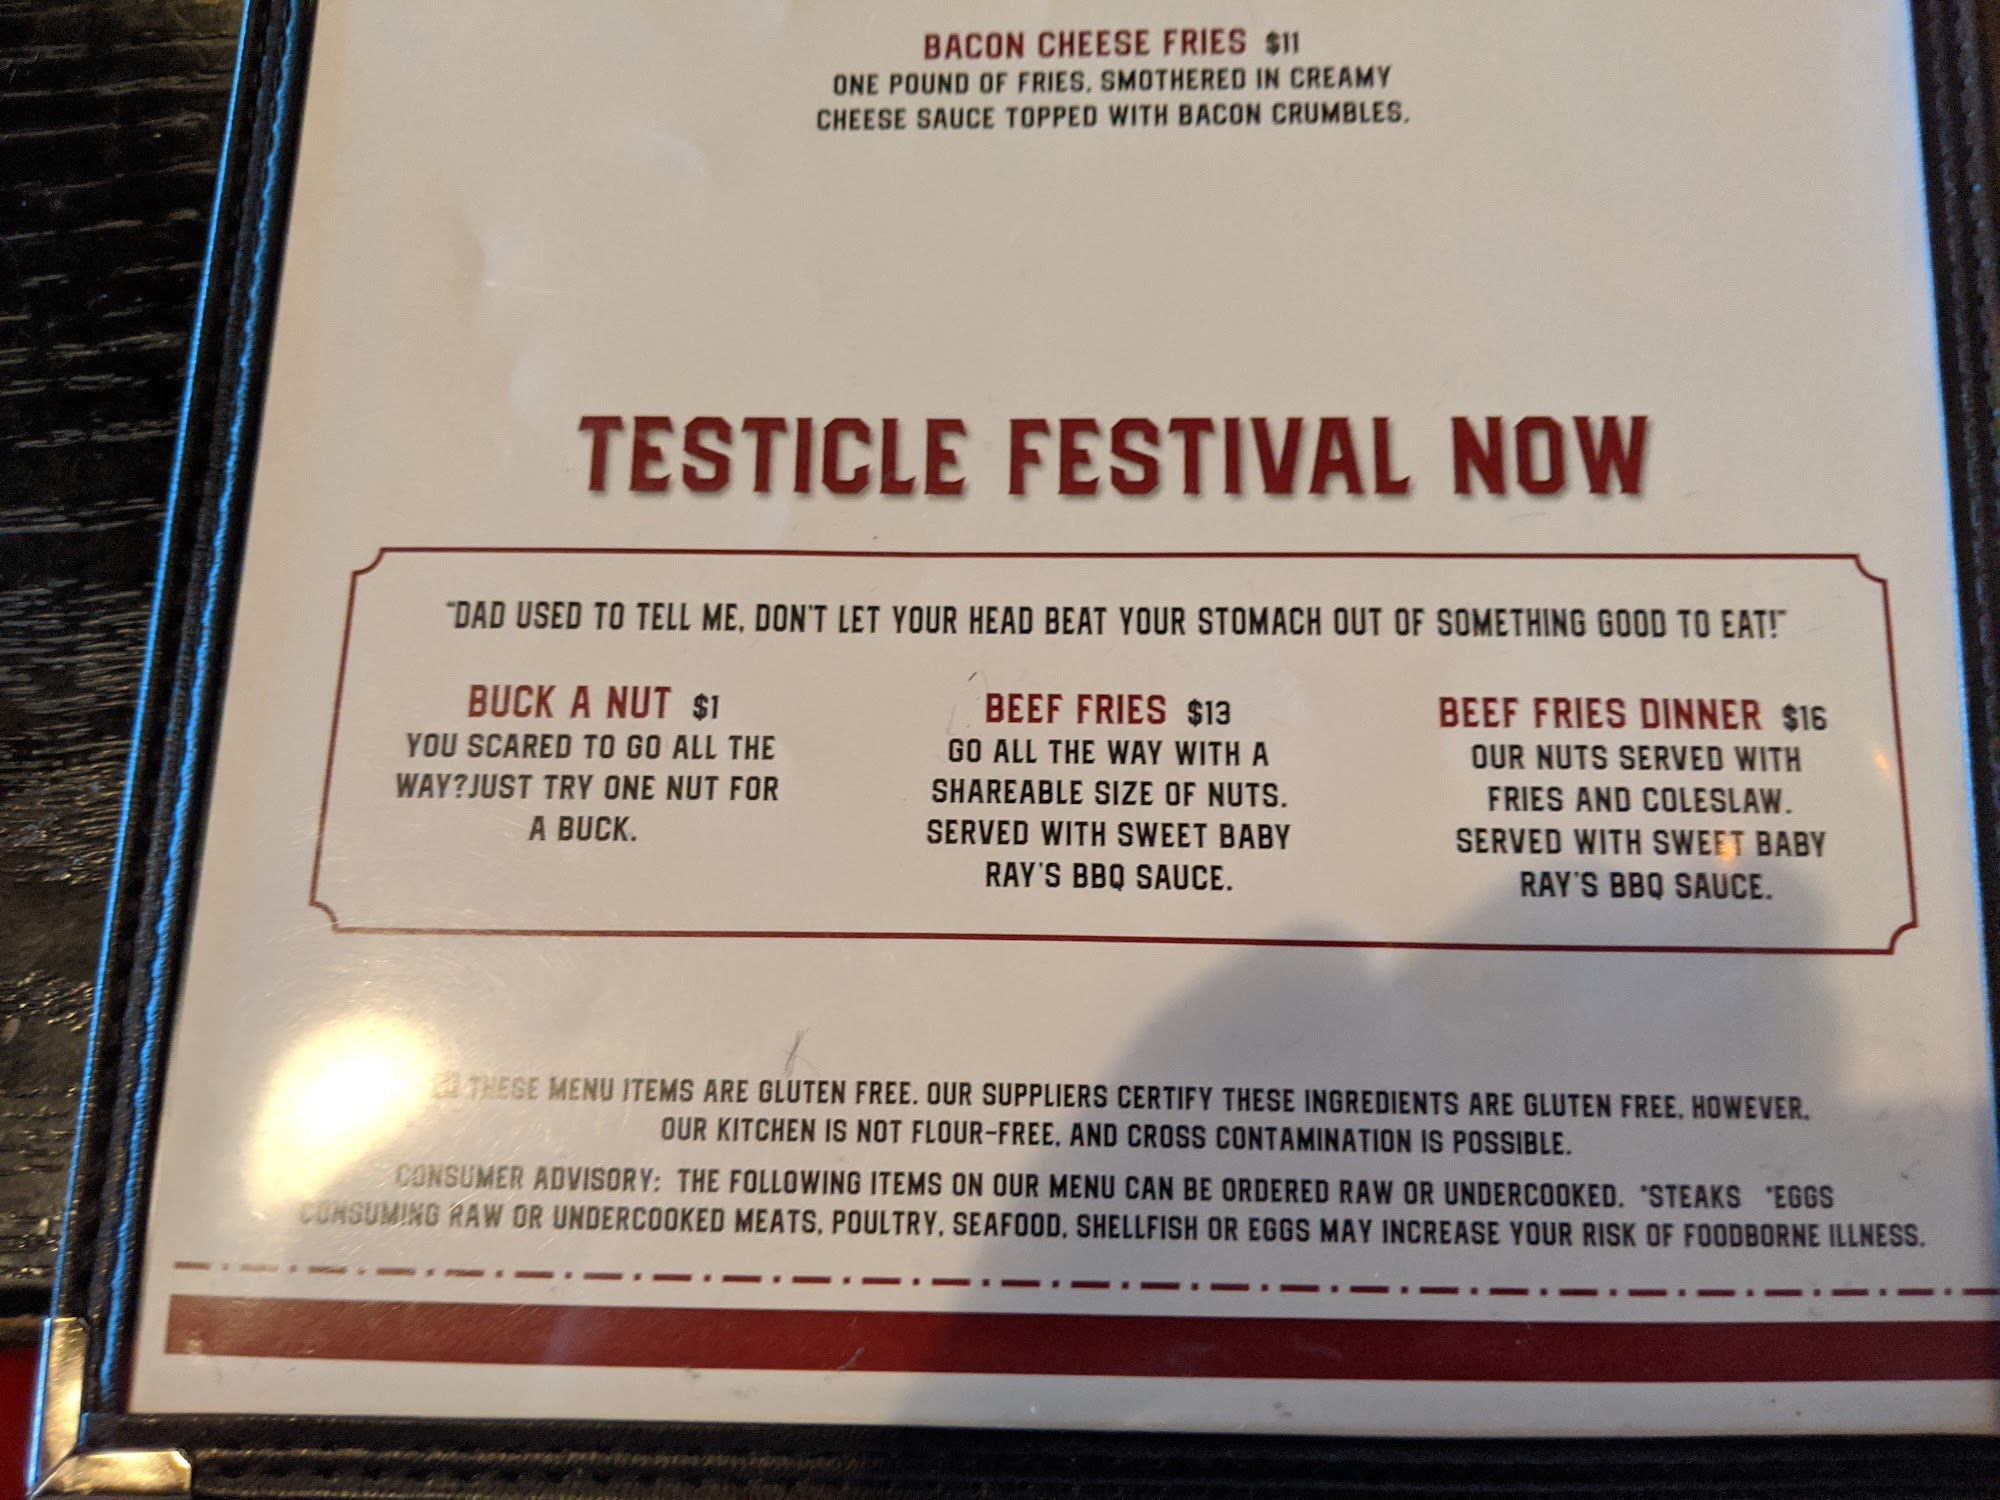 BACON CHEESE FRIES $11
ONE POUND OF FRIES, SMOTHERED IN CREAMY
CHEESE SAUCE TOPPED WITH BACON CRUMBLES.
TESTICLE FESTIVAL NOW
"DAD USED TO TELL ME, DON'T LET YOUR HEAD BEAT YOUR STOMACH OUT OF SOMETHING GOOD TO EAT!"
BUCK A NUT $1
YOU SCARED TO GO ALL THE
WAY?JUST TRY ONE NUT FOR
A BUCK.
BEEF FRIES $13
GO ALL THE WAY WITH A
SHAREABLE SIZE OF NUTS.
SERVED WITH SWEET BABY
RAY'S BBQ SAUCE.
BEEF FRIES DINNER $16
OUR NUTS SERVED WITH
FRIES AND COLESLAW.
SERVED WITH SWEET BABY
RAY'S BBQ SAUCE.
THESE MENU ITEMS ARE GLUTEN FREE. OUR SUPPLIERS CERTIFY THESE INGREDIENTS ARE GLUTEN FREE, HOWEVER,
OUR KITCHEN IS NOT FLOUR-FREE, AND CROSS CONTAMINATION IS POSSIBLE.
CONSUMER ADVISORY: THE FOLLOWING ITEMS ON OUR MENU CAN BE ORDERED RAW OR UNDERCOOKED. *STEAKS *EGGS
CONSUMING RAW OR UNDERCOOKED MEATS, POULTRY, SEAFOOD, SHELLFISH OR EGGS MAY INCREASE YOUR RISK OF FOODBORNE ILLNESS.